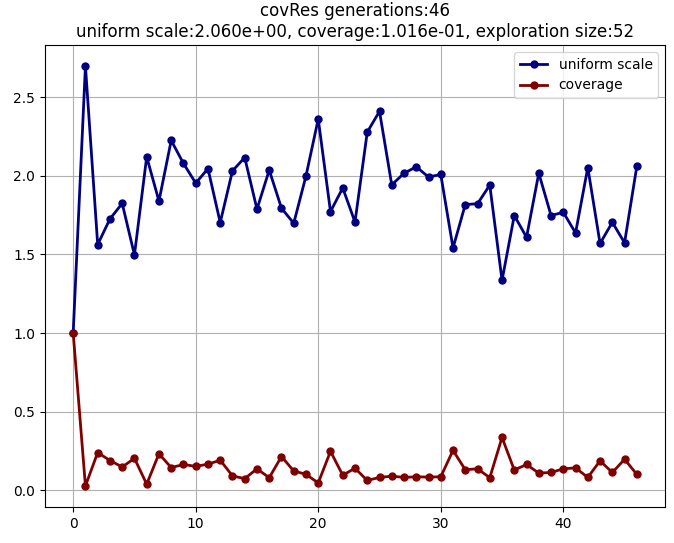 covRes generations:46
uniform scale:2.060e+00, coverage:1.016e-01, exploration size:52
uniform scale
coverage
2.5
2.0
1.5
1.0
0.5
0.0
0 10 20 30 40